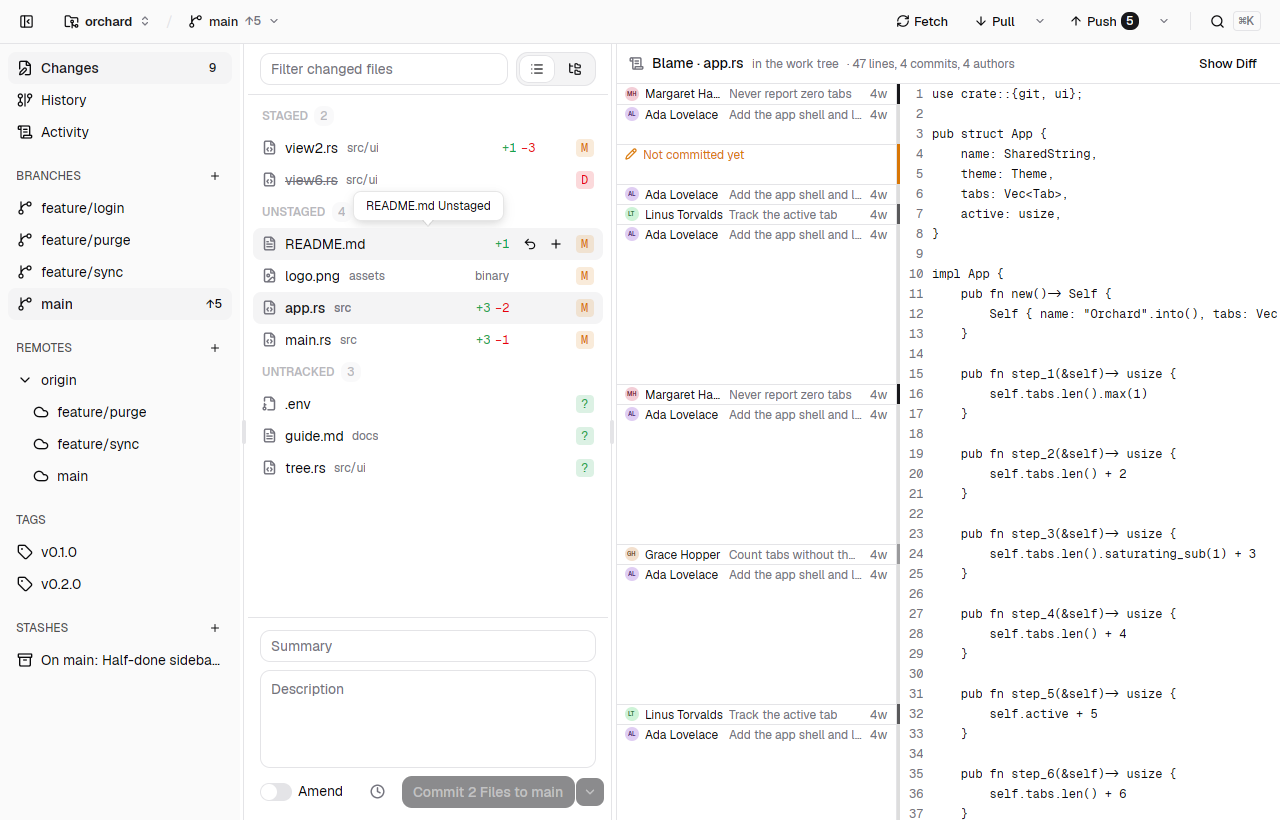 orchard / main ↑5 Fetch Pull Push 5 ⌘K
Changes 9
History
Activity
BRANCHES +
feature/login
feature/purge
feature/sync
main ↑5
REMOTES +
origin
feature/purge
feature/sync
main
TAGS
v0.1.0
v0.2.0
STASHES +
On main: Half-done sideba…
Filter changed files
STAGED 2
view2.rs src/ui +1 −3 M
view6.rs src/ui D
UNSTAGED 4
README.md Unstaged
README.md +1 M
logo.png assets binary M
app.rs src +3 −2 M
main.rs src +3 −1 M
UNTRACKED 3
.env ?
guide.md docs ?
tree.rs src/ui ?
Summary
Description
Amend
Commit 2 Files to main
Blame · app.rs in the work tree · 47 lines, 4 commits, 4 authors Show Diff
MH Margaret Ha… Never report zero tabs 4w
AL Ada Lovelace Add the app shell and l… 4w
Not committed yet
AL Ada Lovelace Add the app shell and l… 4w
LT Linus Torvalds Track the active tab 4w
AL Ada Lovelace Add the app shell and l… 4w
MH Margaret Ha… Never report zero tabs 4w
AL Ada Lovelace Add the app shell and l… 4w
GH Grace Hopper Count tabs without th… 4w
AL Ada Lovelace Add the app shell and l… 4w
LT Linus Torvalds Track the active tab 4w
AL Ada Lovelace Add the app shell and l… 4w
1 use crate::{git, ui};
2
3 pub struct App {
4 name: SharedString,
5 theme: Theme,
6 tabs: Vec<Tab>,
7 active: usize,
8 }
9
10 impl App {
11 pub fn new()-> Self {
12 Self { name: "Orchard".into(), tabs: Vec
13 }
14
15 pub fn step_1(&self)-> usize {
16 self.tabs.len().max(1)
17 }
18
19 pub fn step_2(&self)-> usize {
20 self.tabs.len() + 2
21 }
22
23 pub fn step_3(&self)-> usize {
24 self.tabs.len().saturating_sub(1) + 3
25 }
26
27 pub fn step_4(&self)-> usize {
28 self.tabs.len() + 4
29 }
30
31 pub fn step_5(&self)-> usize {
32 self.active + 5
33 }
34
35 pub fn step_6(&self)-> usize {
36 self.tabs.len() + 6
37 }